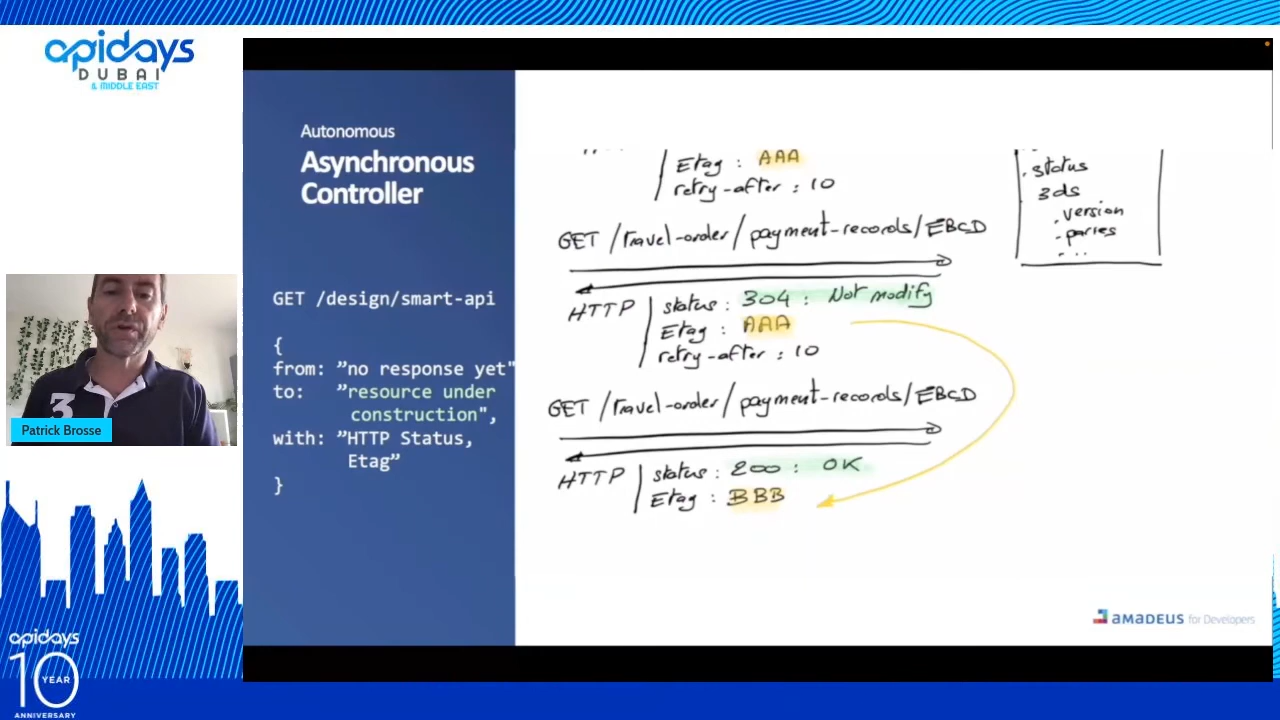 apidays
DUBAI
& MIDDLE EAST
Autonomous
Asynchronous
Controller
GET /design/smart-api
{
from: ”no response yet"
to: ”resource under
construction",
with: ”HTTP Status,
Etag”
}
Etag : AAA
retry-after : 10
GET /travel-order/payment-records/EBCD
HTTP status : 304 : Not modify
Etag : AAA
retry-after : 10
GET /travel-order/payment-records/EBCD
HTTP status : 200 : OK
Etag : BBB
.status
3ds
.version
.parres
...
3
Patrick Brosse
apidays
10
YEAR
ANNIVERSARY
amadeus for Developers